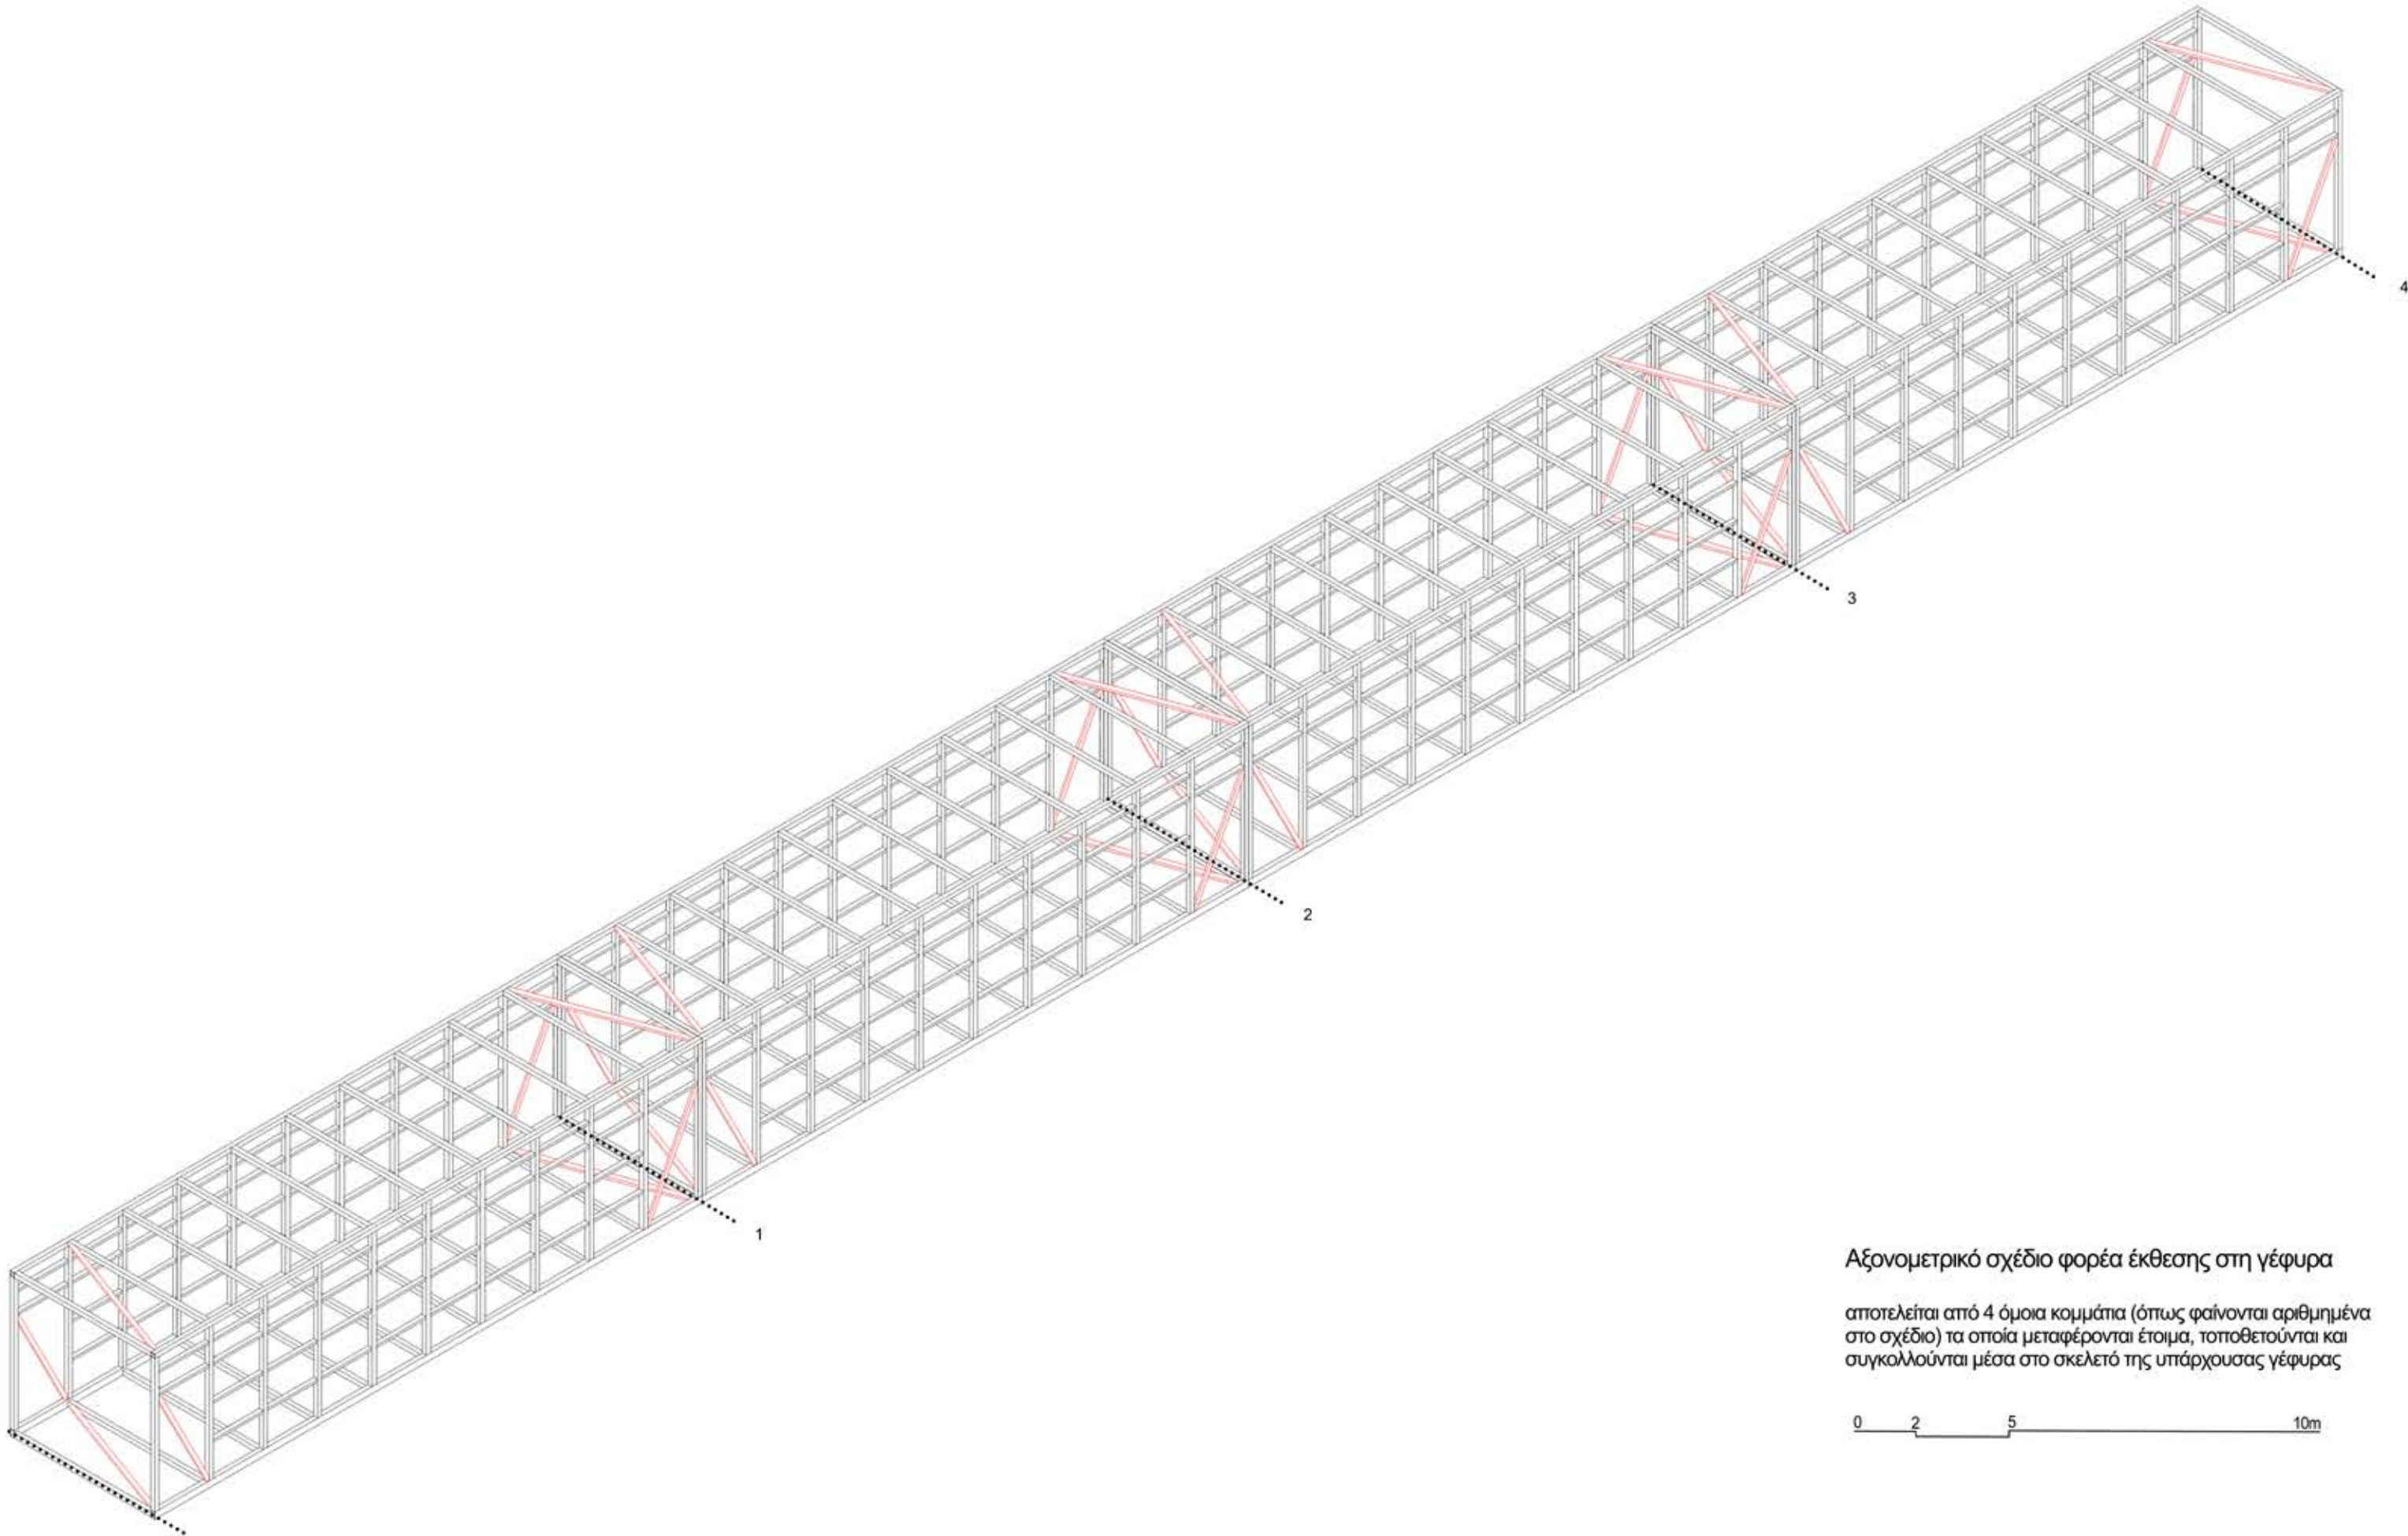 4
3
2
1
Αξονομετρικό σχέδιο φορέα έκθεσης στη γέφυρα
αποτελείται από 4 όμοια κομμάτια (όπως φαίνονται αριθμημένα
στο σχέδιο) τα οποία μεταφέρονται έτοιμα, τοποθετούνται και
συγκολλούνται μέσα στο σκελετό της υπάρχουσας γέφυρας
0 2 5 10m